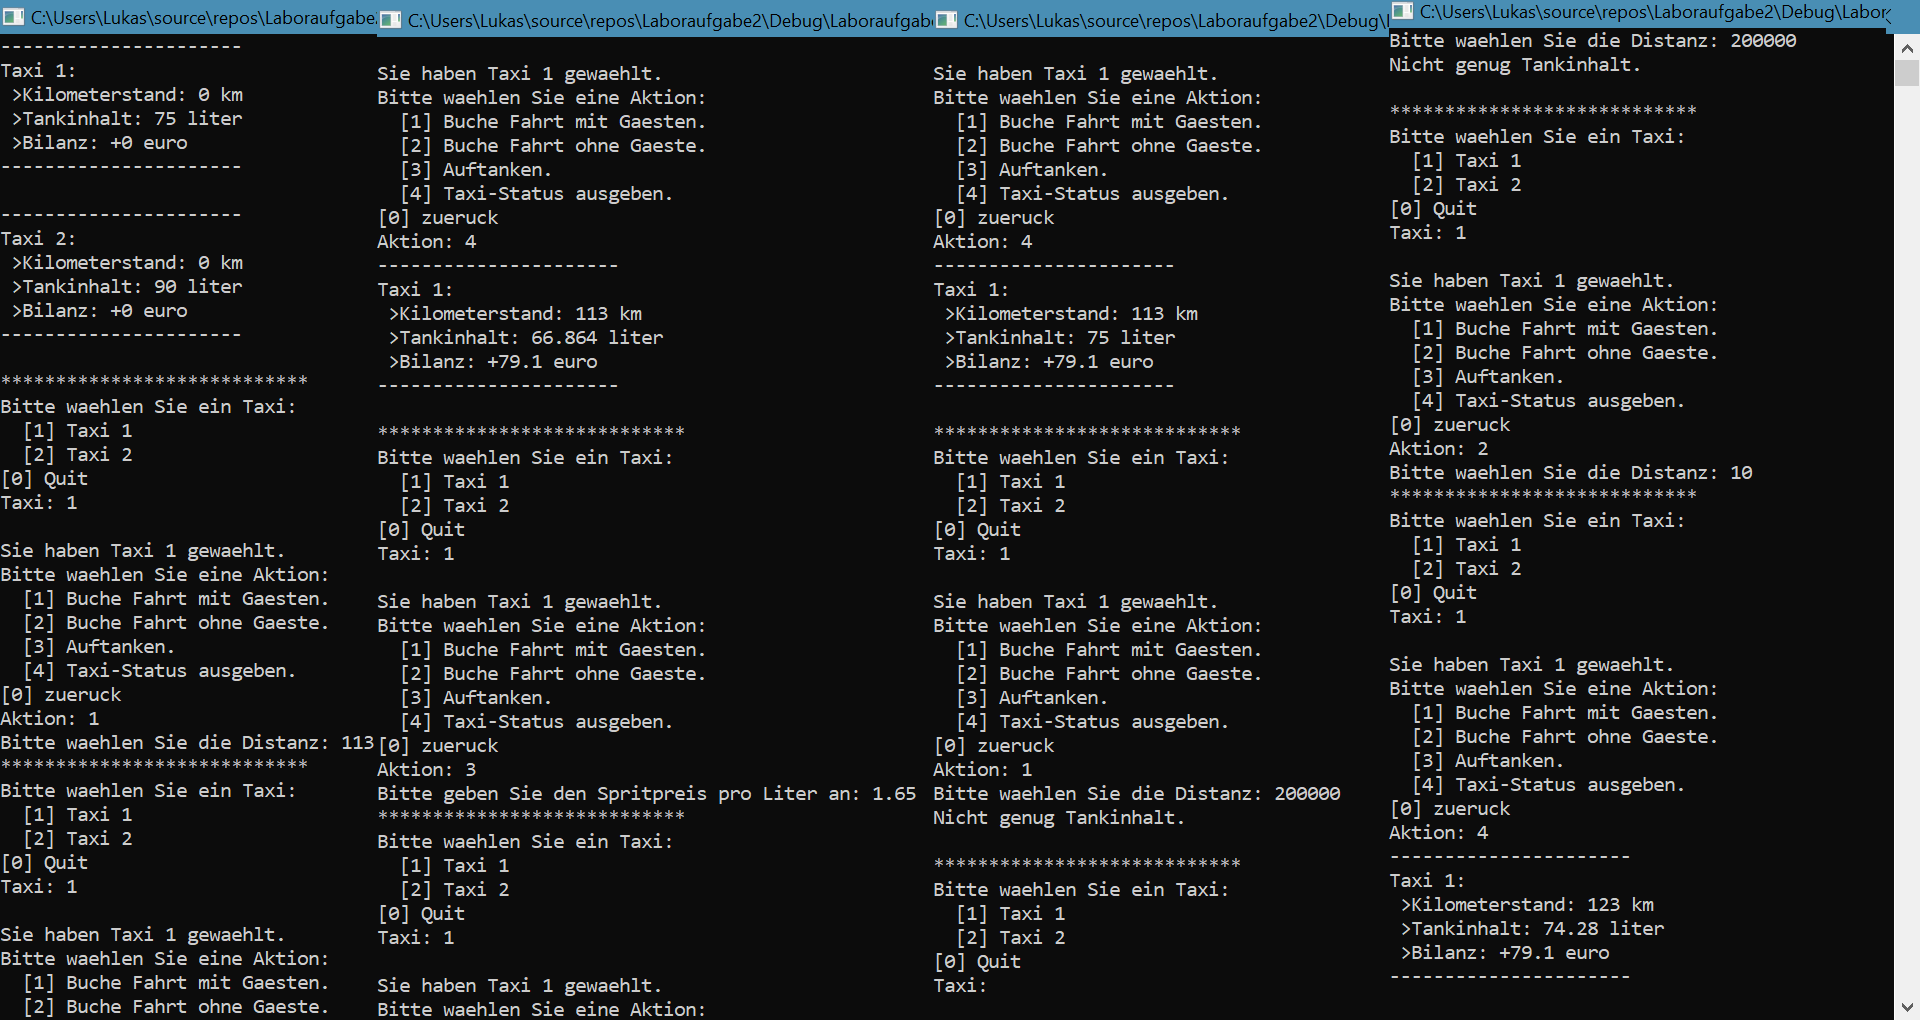 C:\Users\Lukas\source\repos\Laboraufgabe2
----------------------
Taxi 1:
 >Kilometerstand: 0 km
 >Tankinhalt: 75 liter
 >Bilanz: +0 euro
----------------------
----------------------
Taxi 2:
 >Kilometerstand: 0 km
 >Tankinhalt: 90 liter
 >Bilanz: +0 euro
----------------------
****************************
Bitte waehlen Sie ein Taxi:
  [1] Taxi 1
  [2] Taxi 2
[0] Quit
Taxi: 1
Sie haben Taxi 1 gewaehlt.
Bitte waehlen Sie eine Aktion:
  [1] Buche Fahrt mit Gaesten.
  [2] Buche Fahrt ohne Gaeste.
  [3] Auftanken.
  [4] Taxi-Status ausgeben.
[0] zueruck
Aktion: 1
Bitte waehlen Sie die Distanz: 113
****************************
Bitte waehlen Sie ein Taxi:
  [1] Taxi 1
  [2] Taxi 2
[0] Quit
Taxi: 1
Sie haben Taxi 1 gewaehlt.
Bitte waehlen Sie eine Aktion:
  [1] Buche Fahrt mit Gaesten.
  [2] Buche Fahrt ohne Gaeste.
C:\Users\Lukas\source\repos\Laboraufgabe2\Debug\Laboraufgabe
Sie haben Taxi 1 gewaehlt.
Bitte waehlen Sie eine Aktion:
  [1] Buche Fahrt mit Gaesten.
  [2] Buche Fahrt ohne Gaeste.
  [3] Auftanken.
  [4] Taxi-Status ausgeben.
[0] zueruck
Aktion: 4
----------------------
Taxi 1:
 >Kilometerstand: 113 km
 >Tankinhalt: 66.864 liter
 >Bilanz: +79.1 euro
----------------------
****************************
Bitte waehlen Sie ein Taxi:
  [1] Taxi 1
  [2] Taxi 2
[0] Quit
Taxi: 1
Sie haben Taxi 1 gewaehlt.
Bitte waehlen Sie eine Aktion:
  [1] Buche Fahrt mit Gaesten.
  [2] Buche Fahrt ohne Gaeste.
  [3] Auftanken.
  [4] Taxi-Status ausgeben.
[0] zueruck
Aktion: 3
Bitte geben Sie den Spritpreis pro Liter an: 1.65
****************************
Bitte waehlen Sie ein Taxi:
  [1] Taxi 1
  [2] Taxi 2
[0] Quit
Taxi: 1
Sie haben Taxi 1 gewaehlt.
Bitte waehlen Sie eine Aktion:
C:\Users\Lukas\source\repos\Laboraufgabe2\Debug\
Sie haben Taxi 1 gewaehlt.
Bitte waehlen Sie eine Aktion:
  [1] Buche Fahrt mit Gaesten.
  [2] Buche Fahrt ohne Gaeste.
  [3] Auftanken.
  [4] Taxi-Status ausgeben.
[0] zueruck
Aktion: 4
----------------------
Taxi 1:
 >Kilometerstand: 113 km
 >Tankinhalt: 75 liter
 >Bilanz: +79.1 euro
----------------------
****************************
Bitte waehlen Sie ein Taxi:
  [1] Taxi 1
  [2] Taxi 2
[0] Quit
Taxi: 1
Sie haben Taxi 1 gewaehlt.
Bitte waehlen Sie eine Aktion:
  [1] Buche Fahrt mit Gaesten.
  [2] Buche Fahrt ohne Gaeste.
  [3] Auftanken.
  [4] Taxi-Status ausgeben.
[0] zueruck
Aktion: 1
Bitte waehlen Sie die Distanz: 200000
Nicht genug Tankinhalt.
****************************
Bitte waehlen Sie ein Taxi:
  [1] Taxi 1
  [2] Taxi 2
[0] Quit
Taxi:
C:\Users\Lukas\source\repos\Laboraufgabe2\Debug\Labor
Bitte waehlen Sie die Distanz: 200000
Nicht genug Tankinhalt.
****************************
Bitte waehlen Sie ein Taxi:
  [1] Taxi 1
  [2] Taxi 2
[0] Quit
Taxi: 1
Sie haben Taxi 1 gewaehlt.
Bitte waehlen Sie eine Aktion:
  [1] Buche Fahrt mit Gaesten.
  [2] Buche Fahrt ohne Gaeste.
  [3] Auftanken.
  [4] Taxi-Status ausgeben.
[0] zueruck
Aktion: 2
Bitte waehlen Sie die Distanz: 10
****************************
Bitte waehlen Sie ein Taxi:
  [1] Taxi 1
  [2] Taxi 2
[0] Quit
Taxi: 1
Sie haben Taxi 1 gewaehlt.
Bitte waehlen Sie eine Aktion:
  [1] Buche Fahrt mit Gaesten.
  [2] Buche Fahrt ohne Gaeste.
  [3] Auftanken.
  [4] Taxi-Status ausgeben.
[0] zueruck
Aktion: 4
----------------------
Taxi 1:
 >Kilometerstand: 123 km
 >Tankinhalt: 74.28 liter
 >Bilanz: +79.1 euro
----------------------